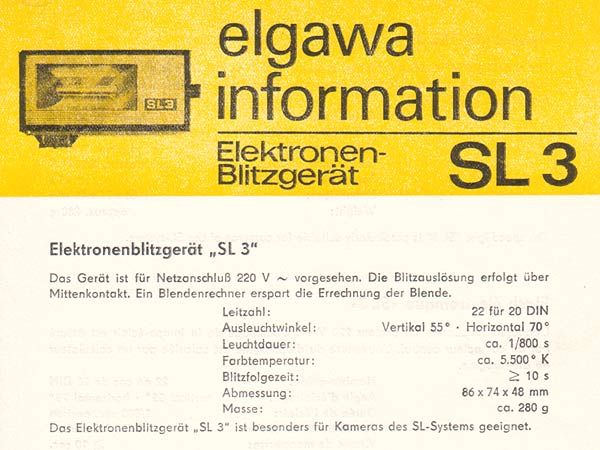 elgawa
information
Elektronen-
Blitzgerät SL 3
SL3
Elektronenblitzgerät „SL 3“
Das Gerät ist für Netzanschluß 220 V ~ vorgesehen. Die Blitzauslösung erfolgt über
Mittenkontakt. Ein Blendenrechner erspart die Errechnung der Blende.
Leitzahl: 22 für 20 DIN
Ausleuchtwinkel: Vertikal 55° · Horizontal 70°
Leuchtdauer: ca. 1/800 s
Farbtemperatur: ca. 5.500° K
Blitzfolgezeit: ≧ 10 s
Abmessung: 86 x 74 x 48 mm
Masse: ca. 280 g
Das Elektronenblitzgerät „SL 3“ ist besonders für Kameras des SL-Systems geeignet.